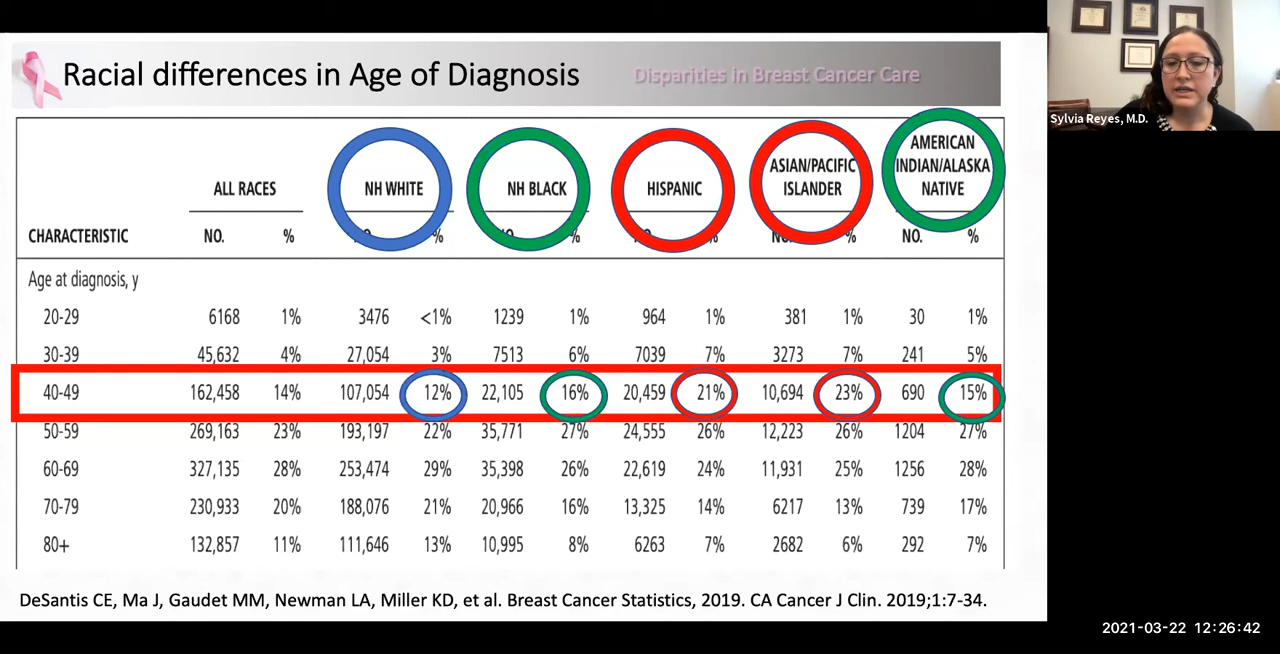 Racial differences in Age of Diagnosis
Disparities in Breast Cancer Care
Sylvia Reyes, M.D.
ALL RACES NH WHITE NH BLACK HISPANIC ASIAN/PACIFIC ISLANDER AMERICAN INDIAN/ALASKA NATIVE
CHARACTERISTIC NO. % NO. % NO. % NO. % NO. % NO. %
Age at diagnosis, y
20-29 6168 1% 3476 <1% 1239 1% 964 1% 381 1% 30 1%
30-39 45,632 4% 27,054 3% 7513 6% 7039 7% 3273 7% 241 5%
40-49 162,458 14% 107,054 12% 22,105 16% 20,459 21% 10,694 23% 690 15%
50-59 269,163 23% 193,197 22% 35,771 27% 24,555 26% 12,223 26% 1204 27%
60-69 327,135 28% 253,474 29% 35,398 26% 22,619 24% 11,931 25% 1256 28%
70-79 230,933 20% 188,076 21% 20,966 16% 13,325 14% 6217 13% 739 17%
80+ 132,857 11% 111,646 13% 10,995 8% 6263 7% 2682 6% 292 7%
DeSantis CE, Ma J, Gaudet MM, Newman LA, Miller KD, et al. Breast Cancer Statistics, 2019. CA Cancer J Clin. 2019;1:7-34.
2021-03-22 12:26:42